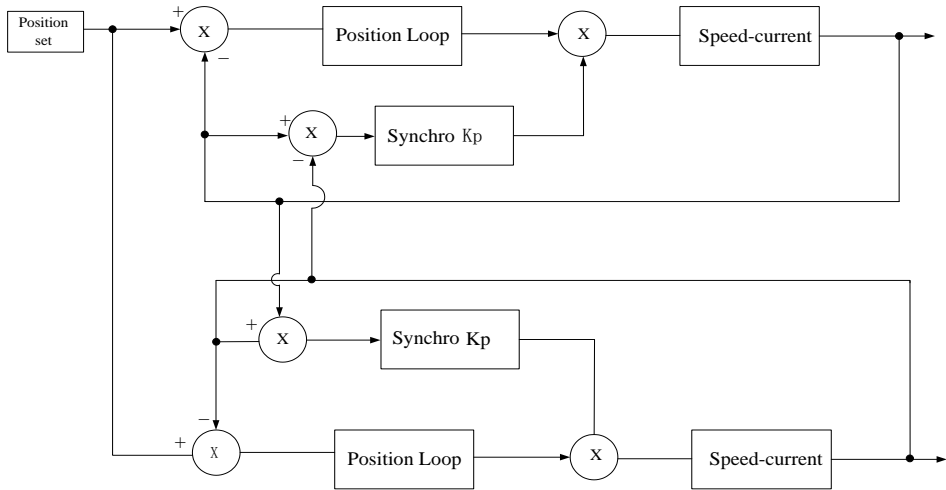 Position
set
+
X
−
Position Loop
X
Speed-current
+
X
−
Synchro Kp
+
X
Synchro Kp
−
+
X
Position Loop
X
Speed-current